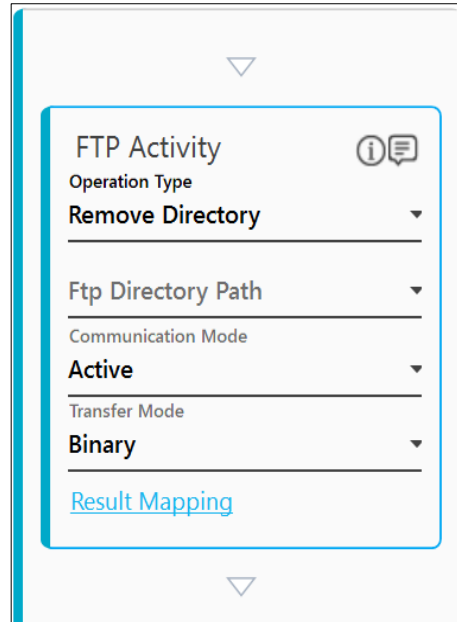 FTP Activity
Operation Type
Remove Directory
Ftp Directory Path
Communication Mode
Active
Transfer Mode
Binary
Result Mapping